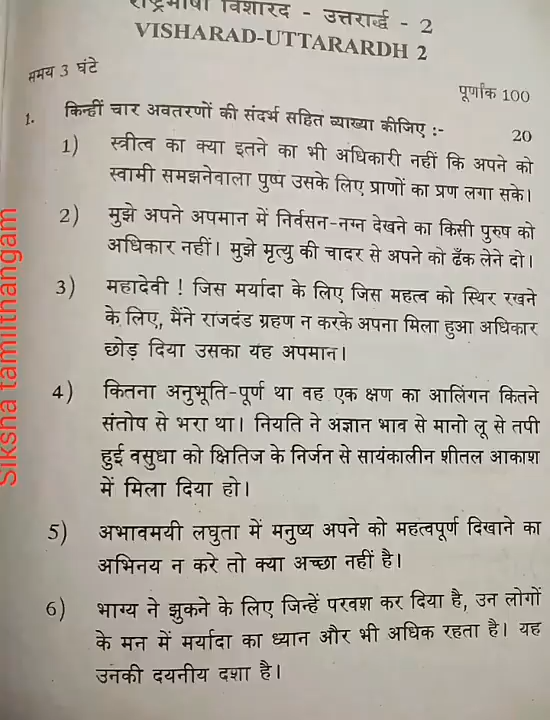 राष्ट्रभाषा विशारद - उत्तरार्द्ध - 2
VISHARAD-UTTARARDH 2
समय 3 घंटे
पूर्णांक 100
1. किन्हीं चार अवतरणों की संदर्भ सहित व्याख्या कीजिए :- 20
1) स्त्रीत्व का क्या इतने का भी अधिकारी नहीं कि अपने को
स्वामी समझनेवाला पुष्प उसके लिए प्राणों का प्रण लगा सके।
2) मुझे अपने अपमान में निर्वसन-नग्न देखने का किसी पुरुष को
अधिकार नहीं। मुझे मृत्यु की चादर से अपने को ढँक लेने दो।
3) महादेवी ! जिस मर्यादा के लिए जिस महत्व को स्थिर रखने
के लिए, मैंने राजदंड ग्रहण न करके अपना मिला हुआ अधिकार
छोड़ दिया उसका यह अपमान।
4) कितना अनुभूति-पूर्ण था वह एक क्षण का आलिंगन कितने
संतोष से भरा था। नियति ने अज्ञान भाव से मानो लू से तपी
हुई वसुधा को क्षितिज के निर्जन से सायंकालीन शीतल आकाश
में मिला दिया हो।
5) अभावमयी लघुता में मनुष्य अपने को महत्वपूर्ण दिखाने का
अभिनय न करे तो क्या अच्छा नहीं है।
6) भाग्य ने झुकने के लिए जिन्हें परवश कर दिया है, उन लोगों
के मन में मर्यादा का ध्यान और भी अधिक रहता है। यह
उनकी दयनीय दशा है।
Siksha tamilthangam